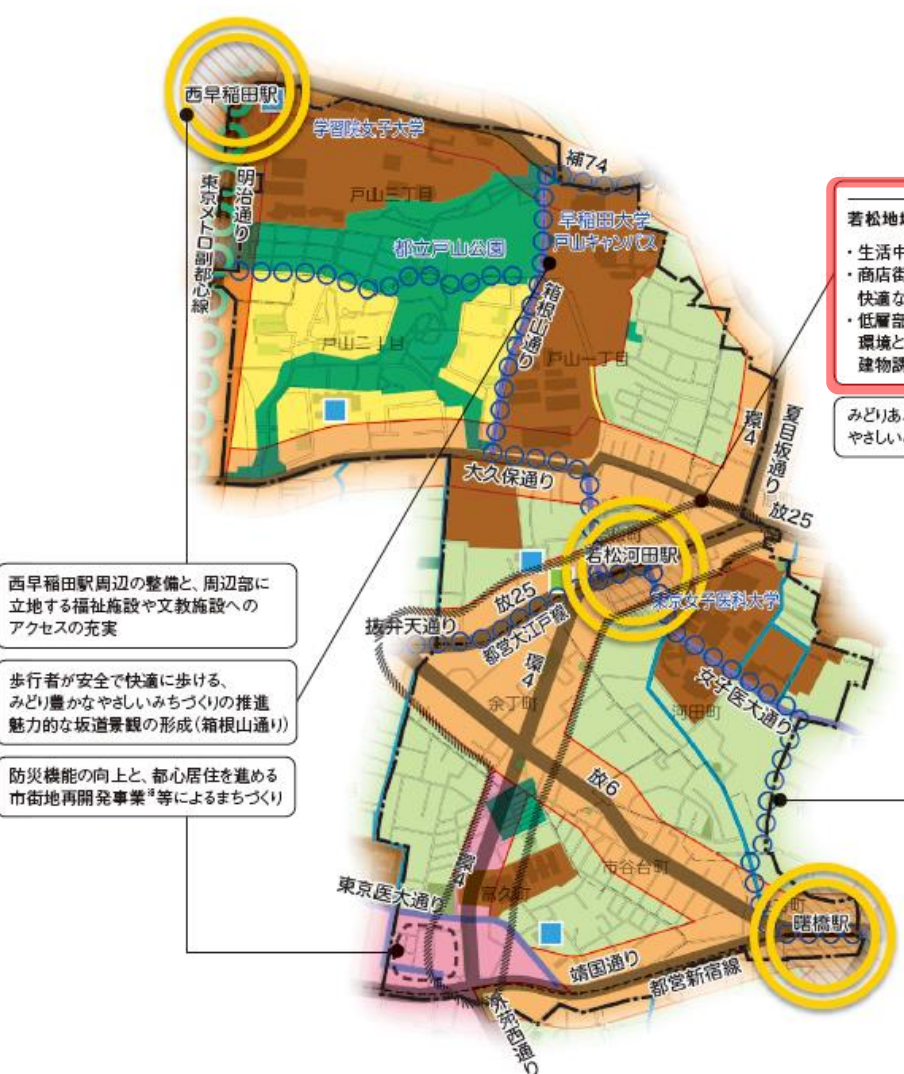 西早稲田駅
学習院女子大学
補74
明治通り
東京メトロ副都心線
戸山三丁目
早稲田大学
戸山キャンパス
都立戸山公園
箱根山通り
戸山二丁目
戸山一丁目
若松地
・生活中
・商店街
快適な
・低層部
環境と
建物
みどりあ
やさしい
環4
夏目坂通り
放25
大久保通り
若松河田駅
東京女子医科大学
西早稲田駅周辺の整備と、周辺部に
立地する福祉施設や文教施設への
アクセスの充実
抜弁天通り
放25
都営大江戸線
環4
女子医大通り
余丁町
河田町
歩行者が安全で快適に歩ける、
みどり豊かなやさしいみちづくりの推進
魅力的な坂道景観の形成(箱根山通り)
防災機能の向上と、都心居住を進める
市街地再開発事業※等によるまちづくり
放6
市谷台町
環4
富久町
東京医大通り
曙橋駅
靖国通り
都営新宿線
外苑西通り